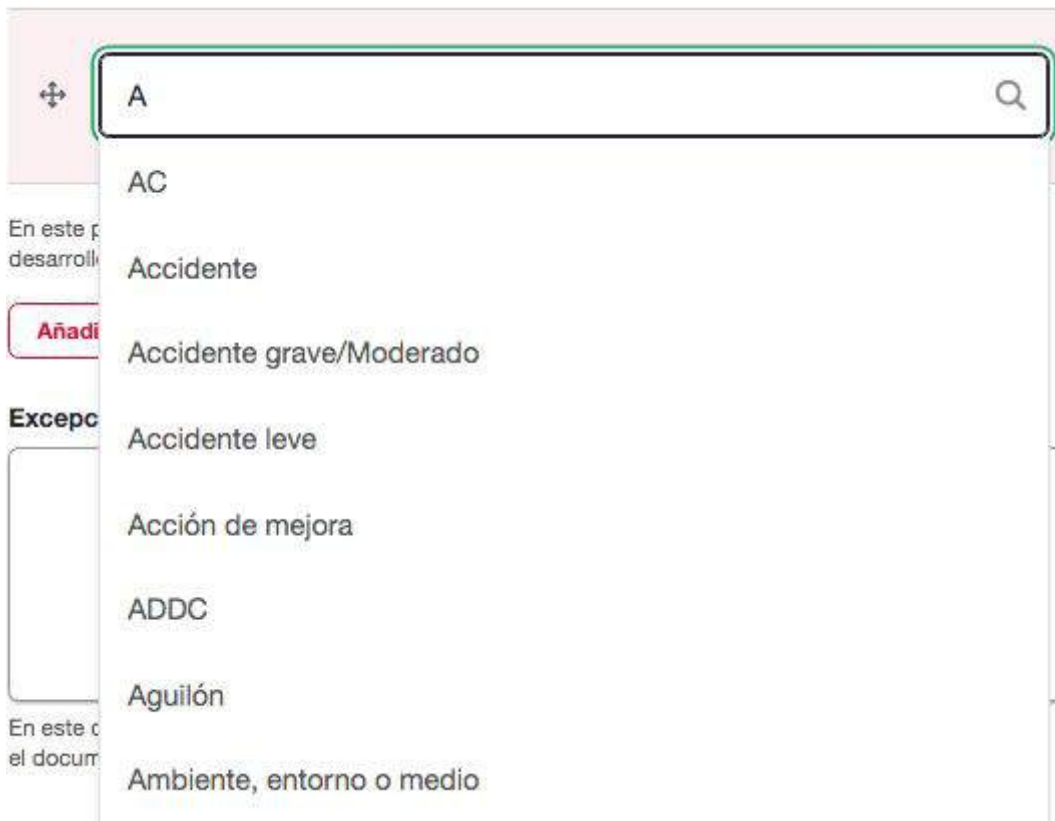 A
AC
En este
desarroll
Accidente
Añadi
Accidente grave/Moderado
Excepc
Accidente leve
Acción de mejora
ADDC
Aguilón
En este
el docum
Ambiente, entorno o medio